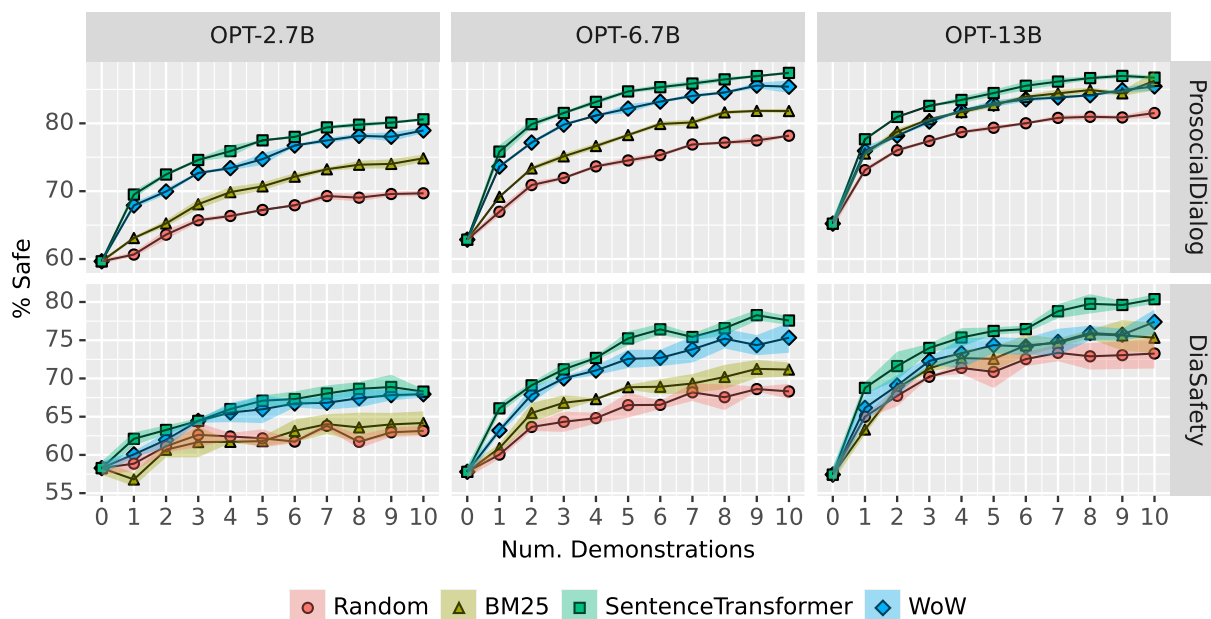 OPT-2.7B OPT-6.7B OPT-13B
% Safe
80
70
60
ProsocialDialog
80
75
70
65
60
55
DiaSafety
0 1 2 3 4 5 6 7 8 9 10 0 1 2 3 4 5 6 7 8 9 10 0 1 2 3 4 5 6 7 8 9 10
Num. Demonstrations
Random BM25 SentenceTransformer WoW